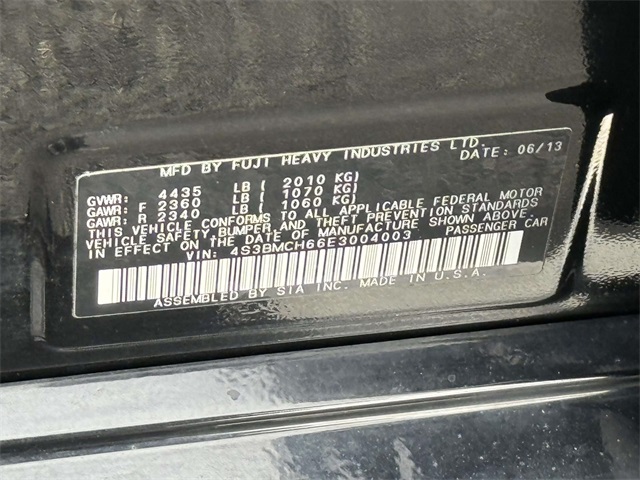 MFD BY FUJI HEAVY INDUSTRIES LTD.
DATE: 06/13
GVWR: 4435 LB ( 2010 KG)
GAWR: F 2360 LB ( 1070 KG)
GAWR: R 2340 LB ( 1060 KG)
THIS VEHICLE CONFORMS TO ALL APPLICABLE FEDERAL MOTOR
VEHICLE SAFETY, BUMPER, AND THEFT PREVENTION STANDARDS
IN EFFECT ON THE DATE OF MANUFACTURE SHOWN ABOVE.
VIN: 4S3BMCH66E3004003 PASSENGER CAR
ASSEMBLED BY SIA INC. MADE IN U.S.A.